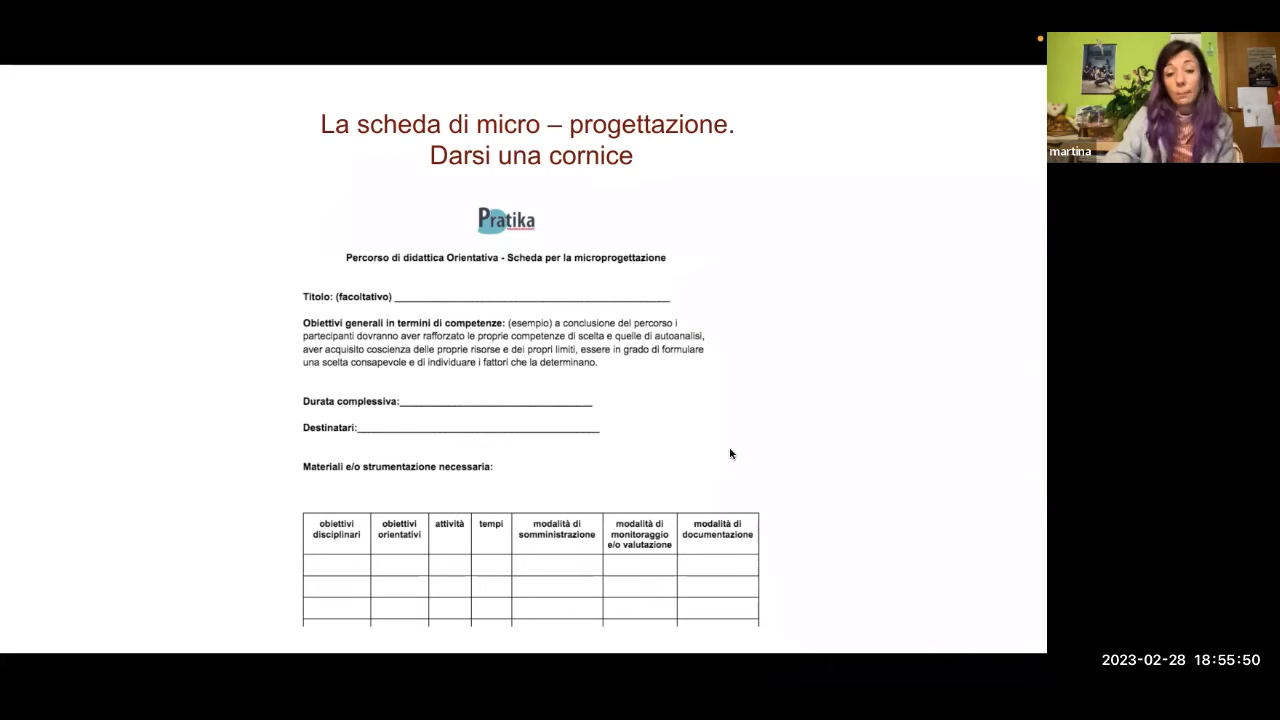 La scheda di micro – progettazione.
Darsi una cornice
Pratika
Percorso di didattica Orientativa - Scheda per la microprogettazione
Titolo: (facoltativo) ______________________________________________
Obiettivi generali in termini di competenze: (esempio) a conclusione del percorso i
partecipanti dovranno aver rafforzato le proprie competenze di scelta e quelle di autoanalisi,
aver acquisito coscienza delle proprie risorse e dei propri limiti, essere in grado di formulare
una scelta consapevole e di individuare i fattori che la determinano.
Durata complessiva:________________________________
Destinatari:________________________________________
Materiali e/o strumentazione necessaria:
obiettivi disciplinari
obiettivi orientativi
attività
tempi
modalità di somministrazione
modalità di monitoraggio e/o valutazione
modalità di documentazione
martina
2023-02-28 18:55:50